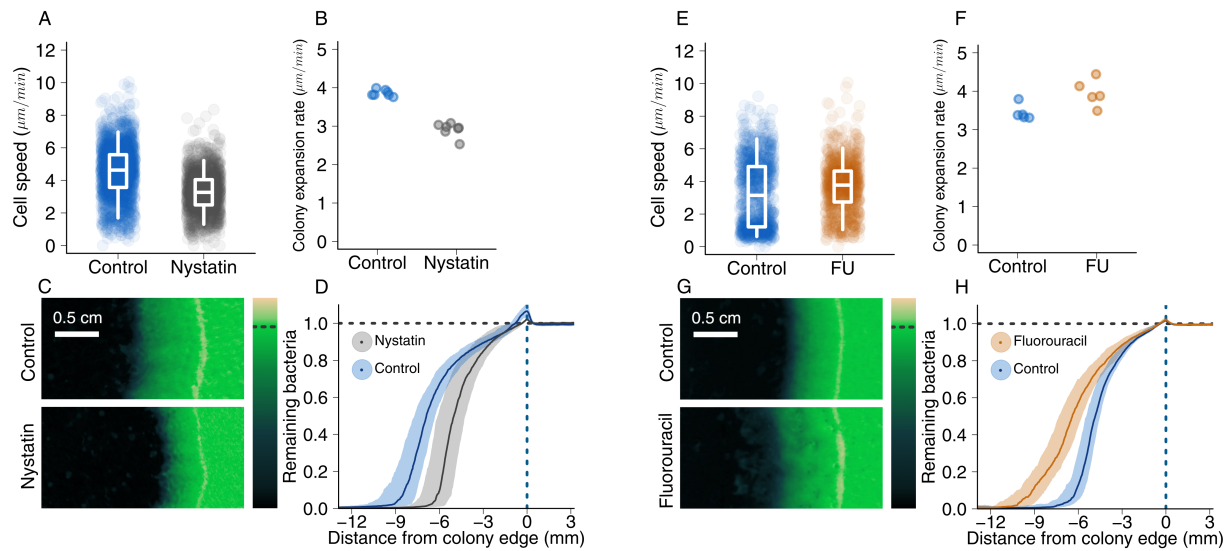 A
Cell speed (μm/min)
12
10
8
6
4
2
0
Control
Nystatin
B
Colony expansion rate (μm/min)
5
4
3
2
1
0
Control
Nystatin
C
0.5 cm
Control
Nystatin
D
Remaining bacteria
1.0
0.8
0.6
0.4
0.2
0.0
Nystatin
Control
−12
−9
−6
−3
0
3
Distance from colony edge (mm)
E
Cell speed (μm/min)
12
10
8
6
4
2
0
Control
FU
F
Colony expansion rate (μm/min)
5
4
3
2
1
0
Control
FU
G
0.5 cm
Control
Fluorouracil
H
Remaining bacteria
1.0
0.8
0.6
0.4
0.2
0.0
Fluorouracil
Control
−12
−9
−6
−3
0
3
Distance from colony edge (mm)